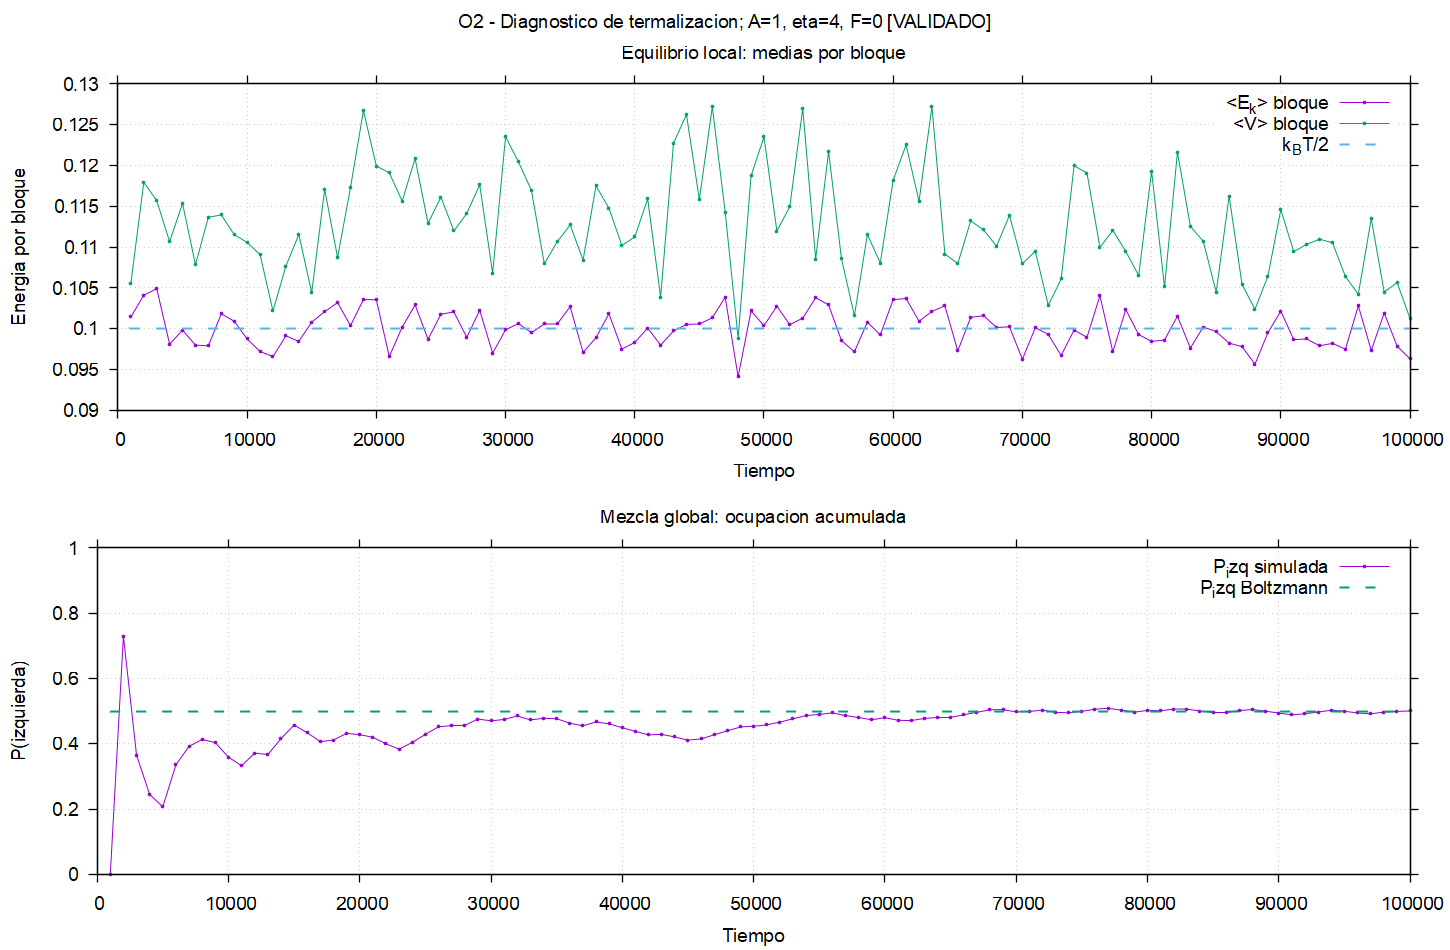 O2 - Diagnostico de termalizacion; A=1, eta=4, F=0 [VALIDADO]
Equilibrio local: medias por bloque
0.13
0.125
0.12
0.115
0.11
0.105
0.1
0.095
0.09
Energia por bloque
<Ek> bloque
<V> bloque
kBT/2
0 10000 20000 30000 40000 50000 60000 70000 80000 90000 100000
Tiempo
Mezcla global: ocupacion acumulada
1
0.8
0.6
0.4
0.2
0
P(izquierda)
Pizq simulada
Pizq Boltzmann
0 10000 20000 30000 40000 50000 60000 70000 80000 90000 100000
Tiempo